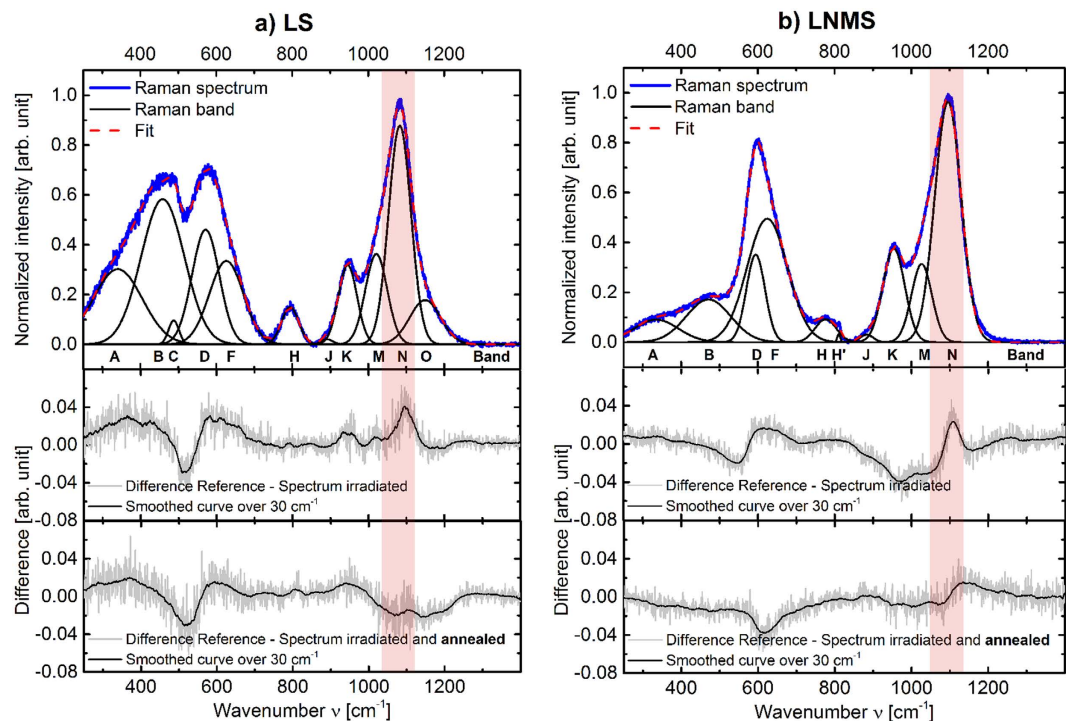 a) LS
400 600 800 1000 1200
Normalized intensity [arb. unit]
1.0
0.8
0.6
0.4
0.2
0.0
Raman spectrum
Raman band
Fit
A B C D F H J K M N O Band
Difference [arb. unit]
0.04
0.00
-0.04
-0.08
Difference Reference - Spectrum irradiated
Smoothed curve over 30 cm⁻¹
0.04
0.00
-0.04
-0.08
Difference Reference - Spectrum irradiated and annealed
Smoothed curve over 30 cm⁻¹
400 600 800 1000 1200
Wavenumber ν [cm⁻¹]
b) LNMS
400 600 800 1000 1200
Normalized intensity [arb. unit]
1.0
0.8
0.6
0.4
0.2
0.0
Raman spectrum
Raman band
Fit
A B D F H H' J K M N Band
Difference [arb. unit]
0.04
0.00
-0.04
-0.08
Difference Reference - Spectrum irradiated
Smoothed curve over 30 cm⁻¹
0.04
0.00
-0.04
-0.08
Difference Reference - Spectrum irradiated and annealed
Smoothed curve over 30 cm⁻¹
400 600 800 1000 1200
Wavenumber ν [cm⁻¹]